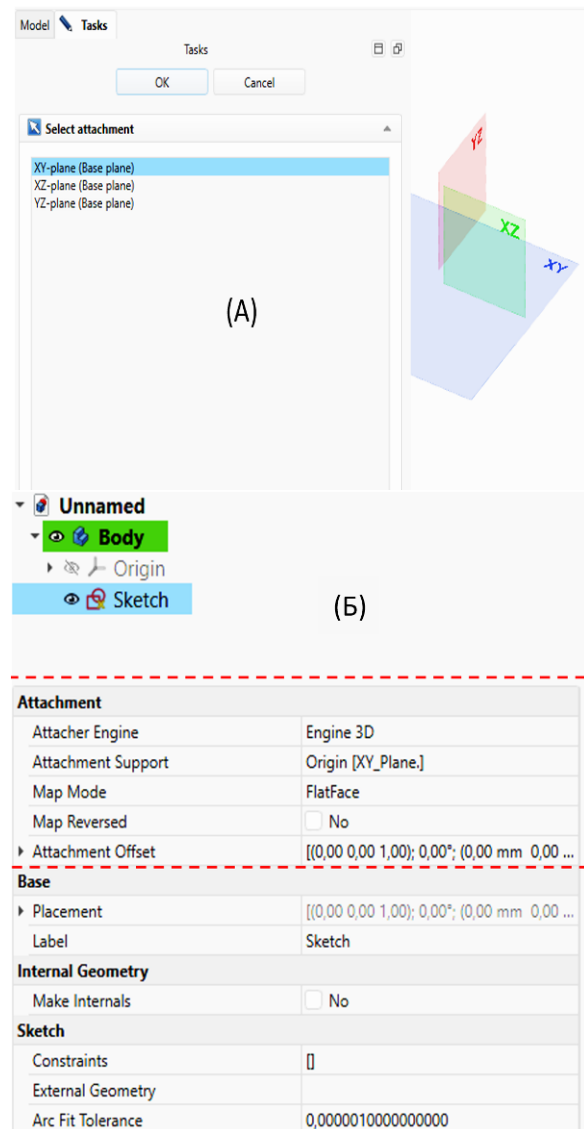 Model Tasks
Tasks
OK Cancel
Select attachment
XY-plane (Base plane)
XZ-plane (Base plane)
YZ-plane (Base plane)
YZ
XZ
XY
(А)
Unnamed
Body
Origin
Sketch
(Б)
Attachment
Attacher Engine Engine 3D
Attachment Support Origin [XY_Plane.]
Map Mode FlatFace
Map Reversed No
Attachment Offset [(0,00 0,00 1,00); 0,00°; (0,00 mm 0,00 ...
Base
Placement [(0,00 0,00 1,00); 0,00°; (0,00 mm 0,00 ...
Label Sketch
Internal Geometry
Make Internals No
Sketch
Constraints []
External Geometry
Arc Fit Tolerance 0,0000010000000000